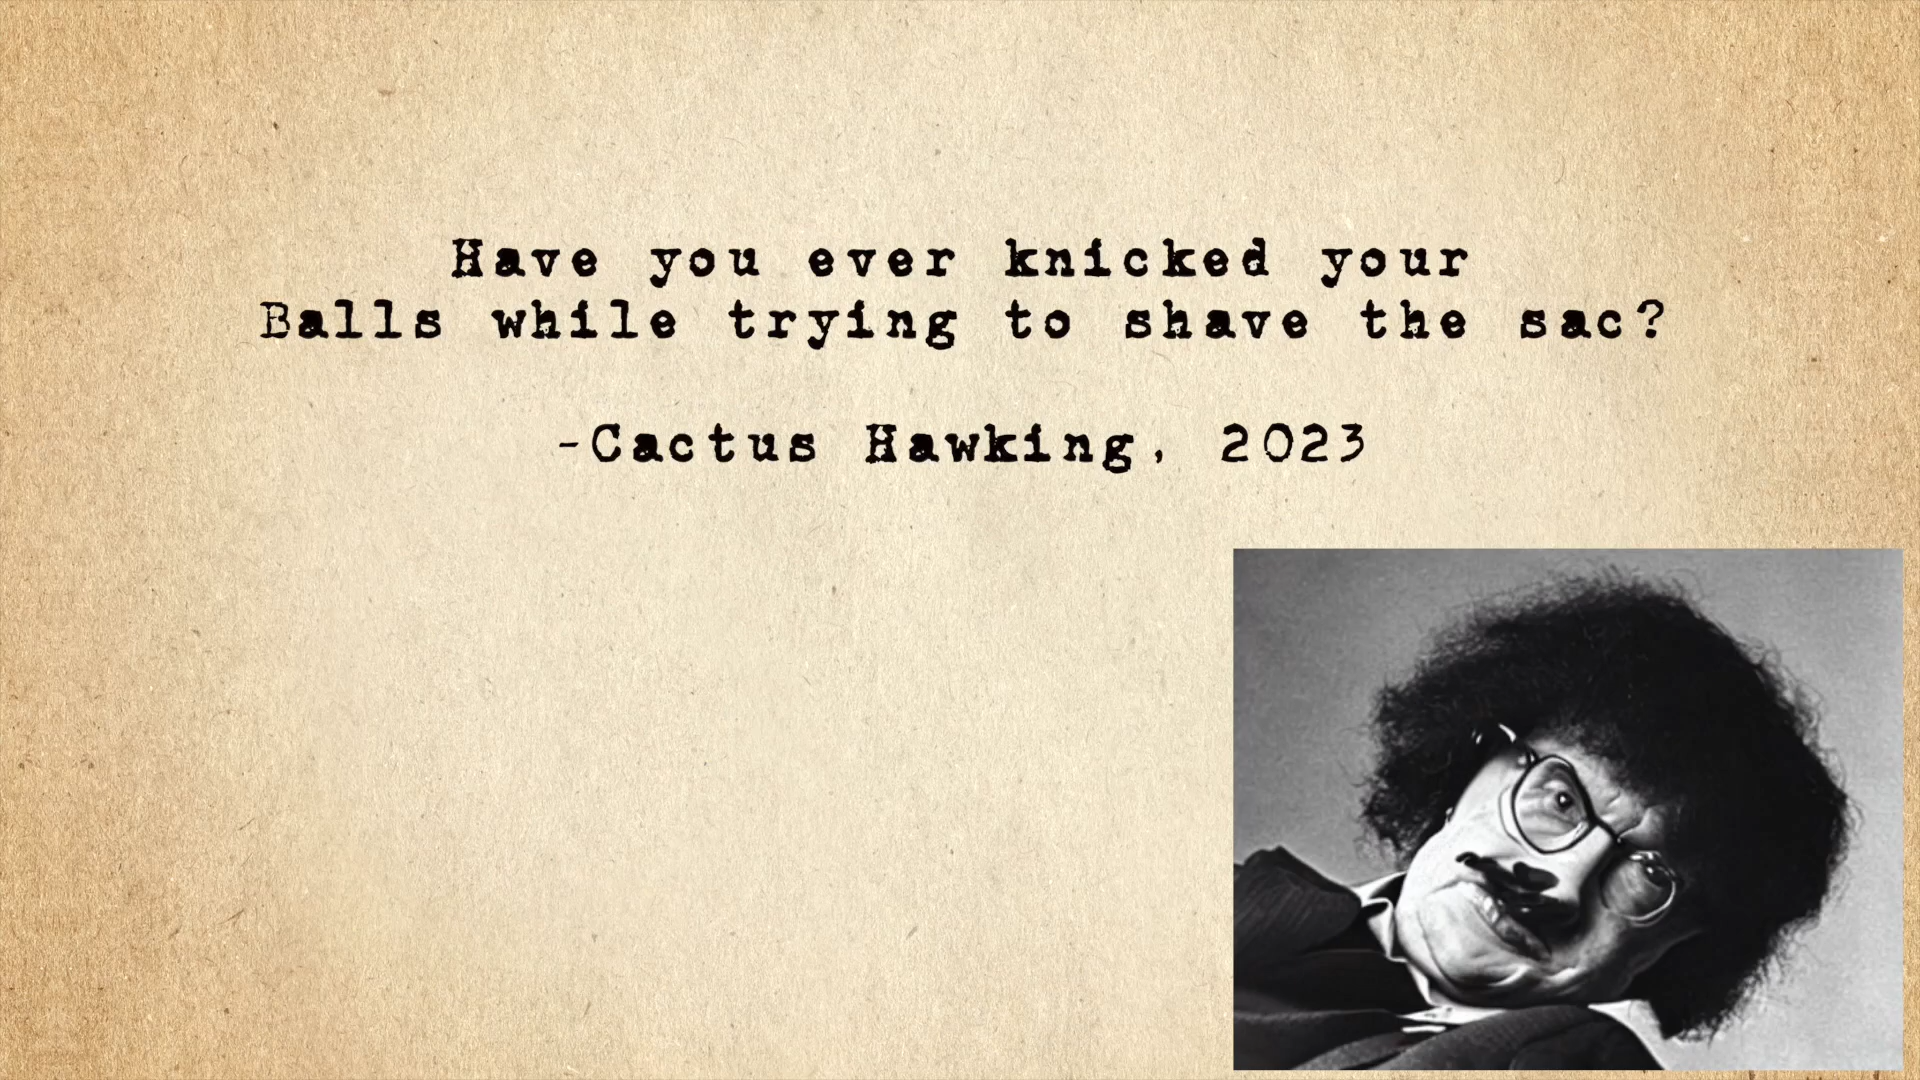 Have you ever knicked your
Balls while trying to shave the sac?
-Cactus Hawking, 2023